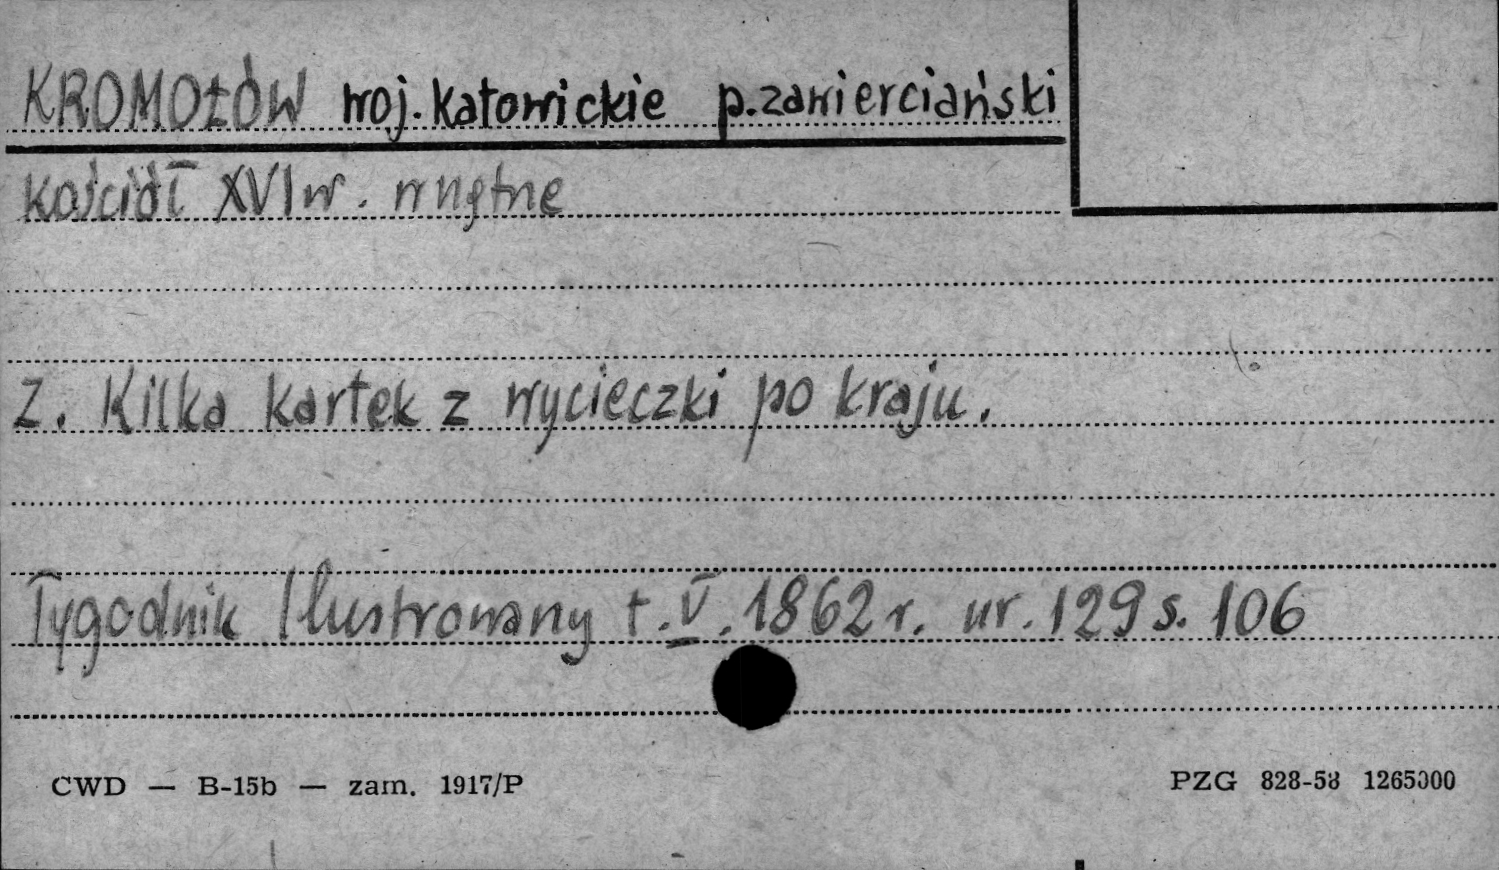 KROMOŁÓW woj. katowickie p. zawierciański
kościół XVI w. wnętrze
Z. Kilka kartek z wycieczki po kraju.
Tygodnik Ilustrowany t. V. 1862 r. nr. 129 s. 106
CWD — B-15b — zam. 1917/P
PZG 828-58 1265000